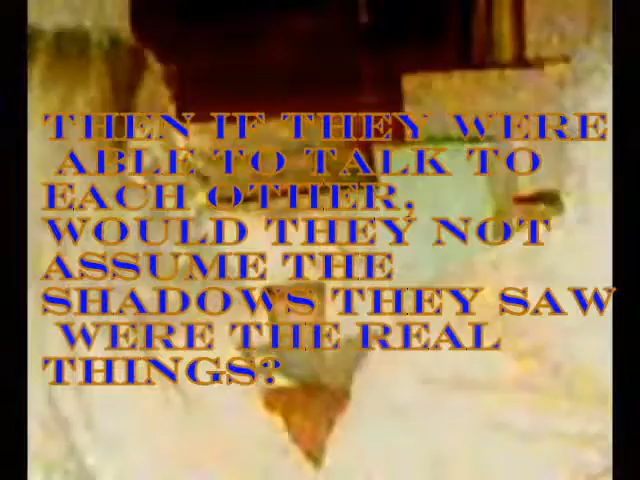 THEN IF THEY WERE
ABLE TO TALK TO
EACH OTHER,
WOULD THEY NOT
ASSUME THE
SHADOWS THEY SAW
WERE THE REAL
THINGS?